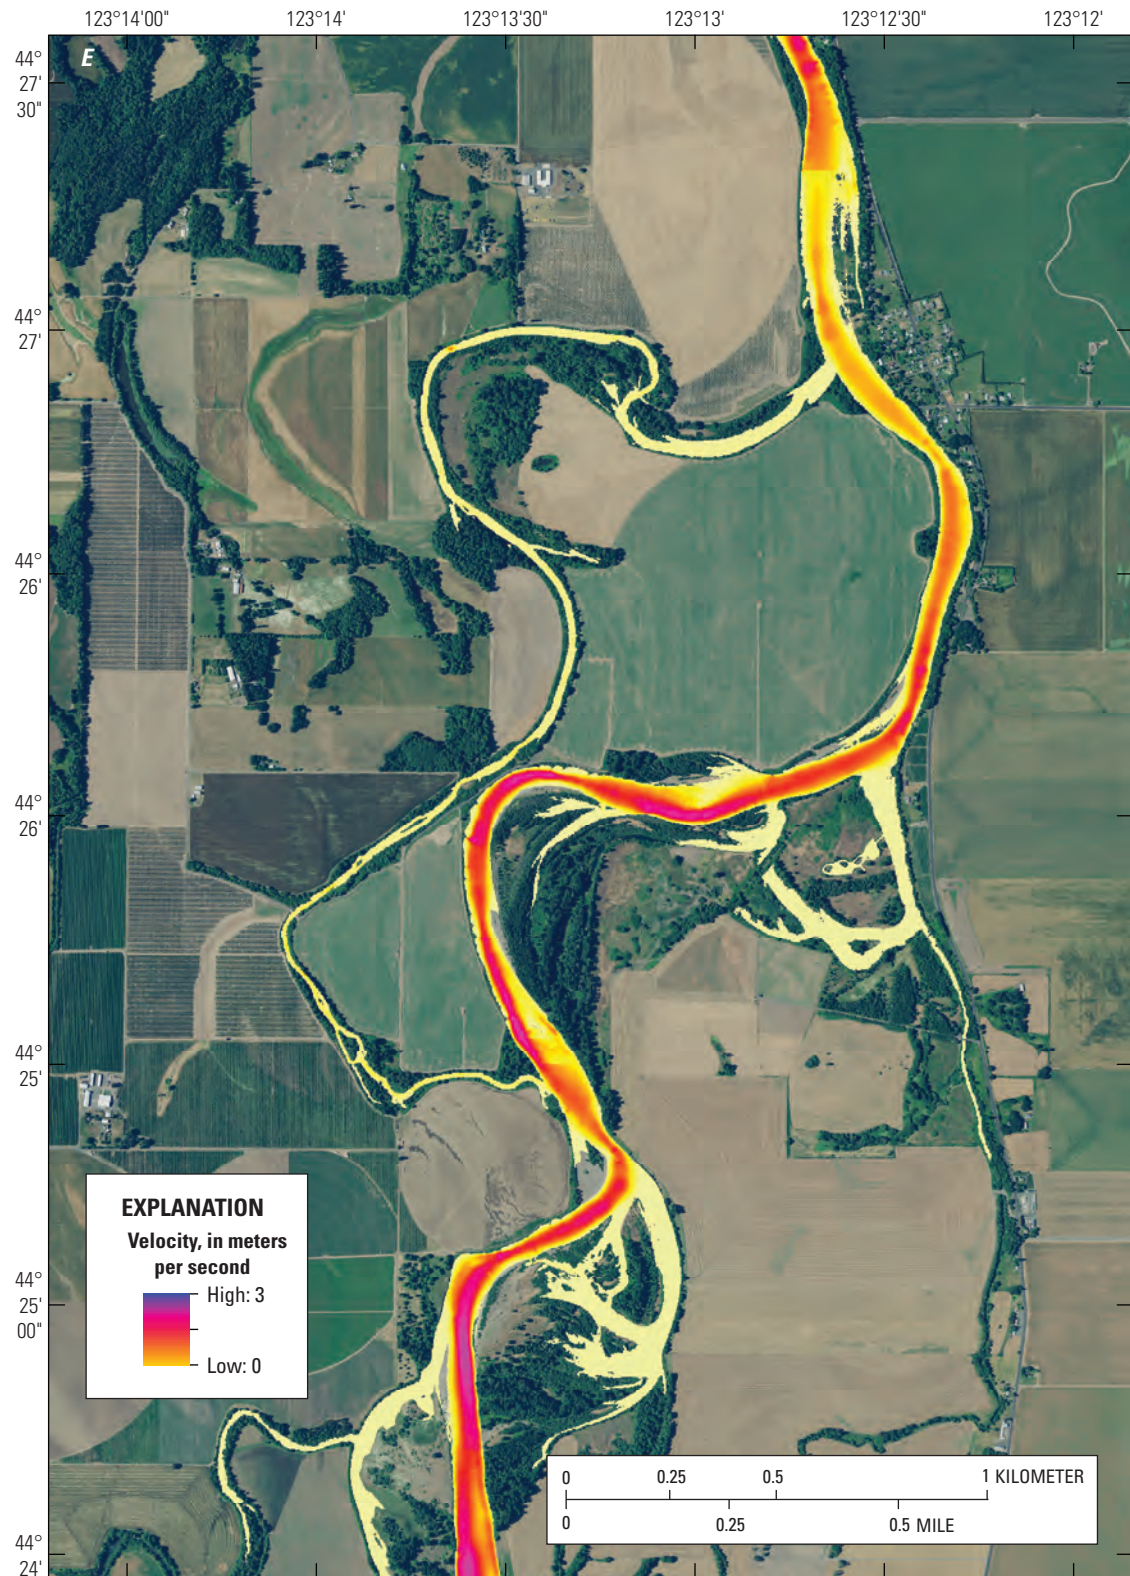 123°14'00" 123°14' 123°13'30" 123°13' 123°12'30" 123°12'
E
44°
27'
30"
44°
27'
44°
26'
44°
26'
44°
25'
44°
25'
00"
44°
24'
EXPLANATION
Velocity, in meters
per second
High: 3
Low: 0
0 0.25 0.5 1 KILOMETER
0 0.25 0.5 MILE